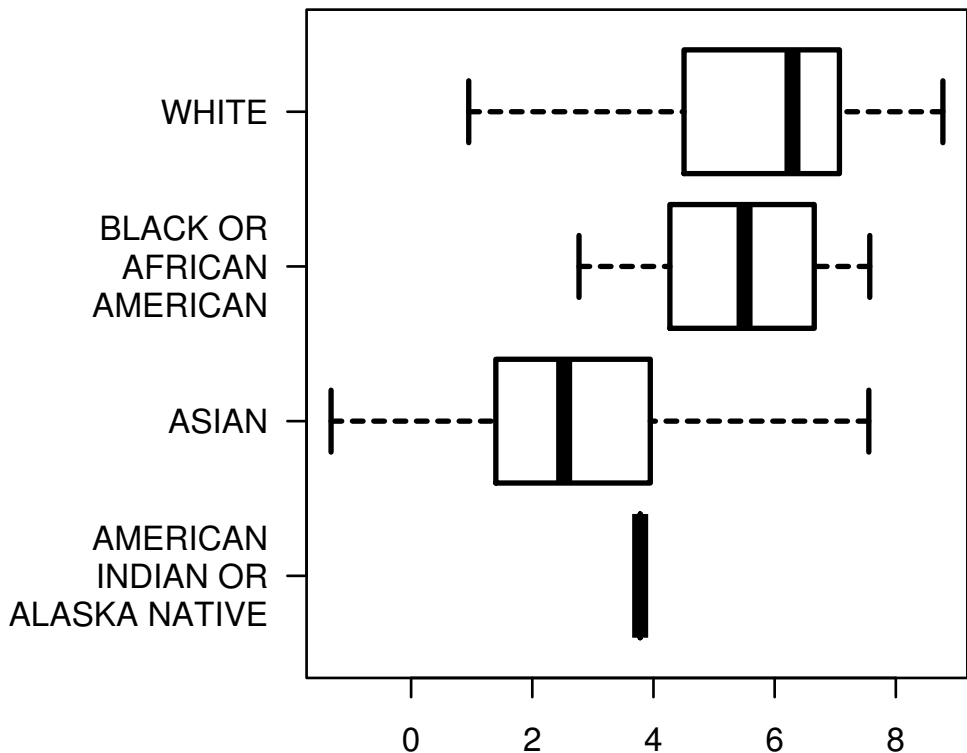 WHITE
BLACK OR
AFRICAN
AMERICAN
ASIAN
AMERICAN
INDIAN OR
ALASKA NATIVE
0 2 4 6 8